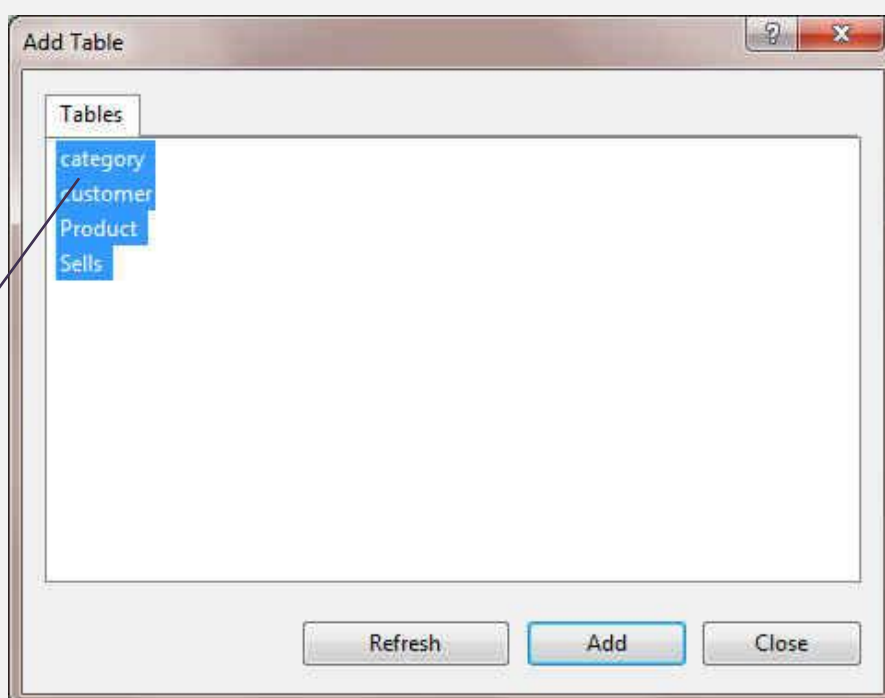 Add Table
Tables
category
customer
Product
Sells
Refresh Add Close